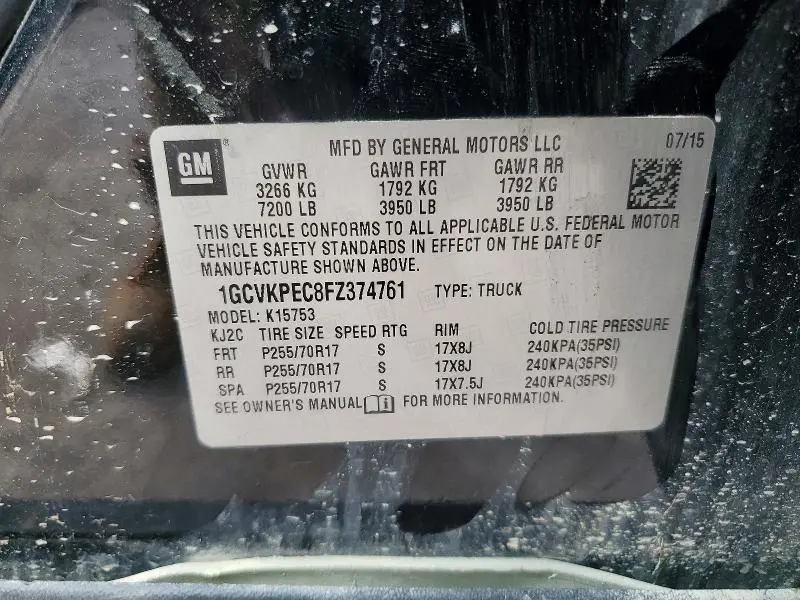 GM
MFD BY GENERAL MOTORS LLC 07/15
GVWR GAWR FRT GAWR RR
3266 KG 1792 KG 1792 KG
7200 LB 3950 LB 3950 LB
THIS VEHICLE CONFORMS TO ALL APPLICABLE U.S. FEDERAL MOTOR
VEHICLE SAFETY STANDARDS IN EFFECT ON THE DATE OF
MANUFACTURE SHOWN ABOVE.
1GCVKPEC8FZ374761 TYPE: TRUCK
MODEL: K15753
KJ2C TIRE SIZE SPEED RTG RIM COLD TIRE PRESSURE
FRT P255/70R17 S 17X8J 240KPA(35PSI)
RR P255/70R17 S 17X8J 240KPA(35PSI)
SPA P255/70R17 S 17X7.5J 240KPA(35PSI)
SEE OWNER'S MANUAL FOR MORE INFORMATION.